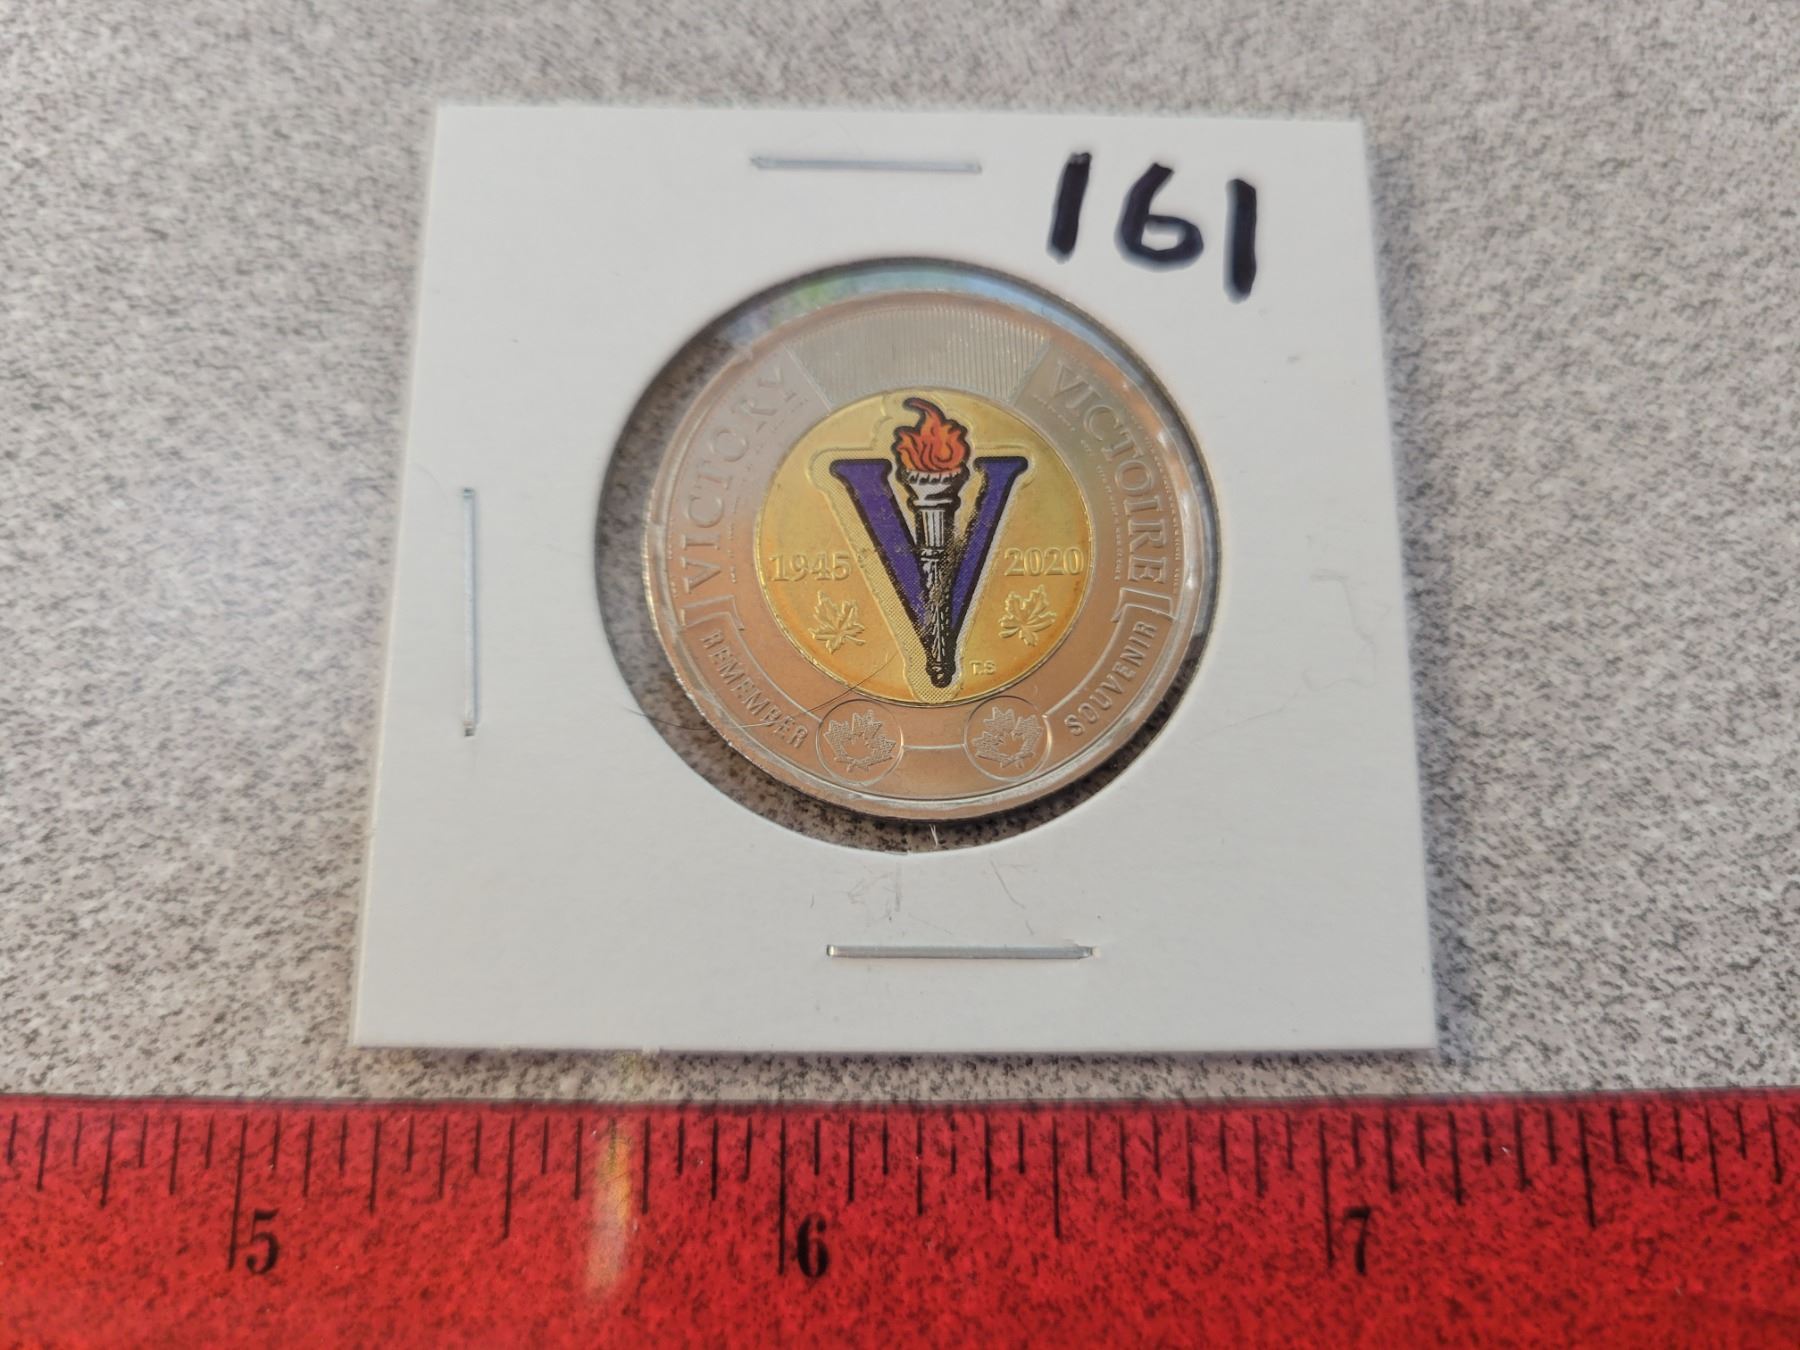 161
VICTORY
VICTOIRE
V
1945
2020
T.S
REMEMBER
SOUVENIR
5 6 7